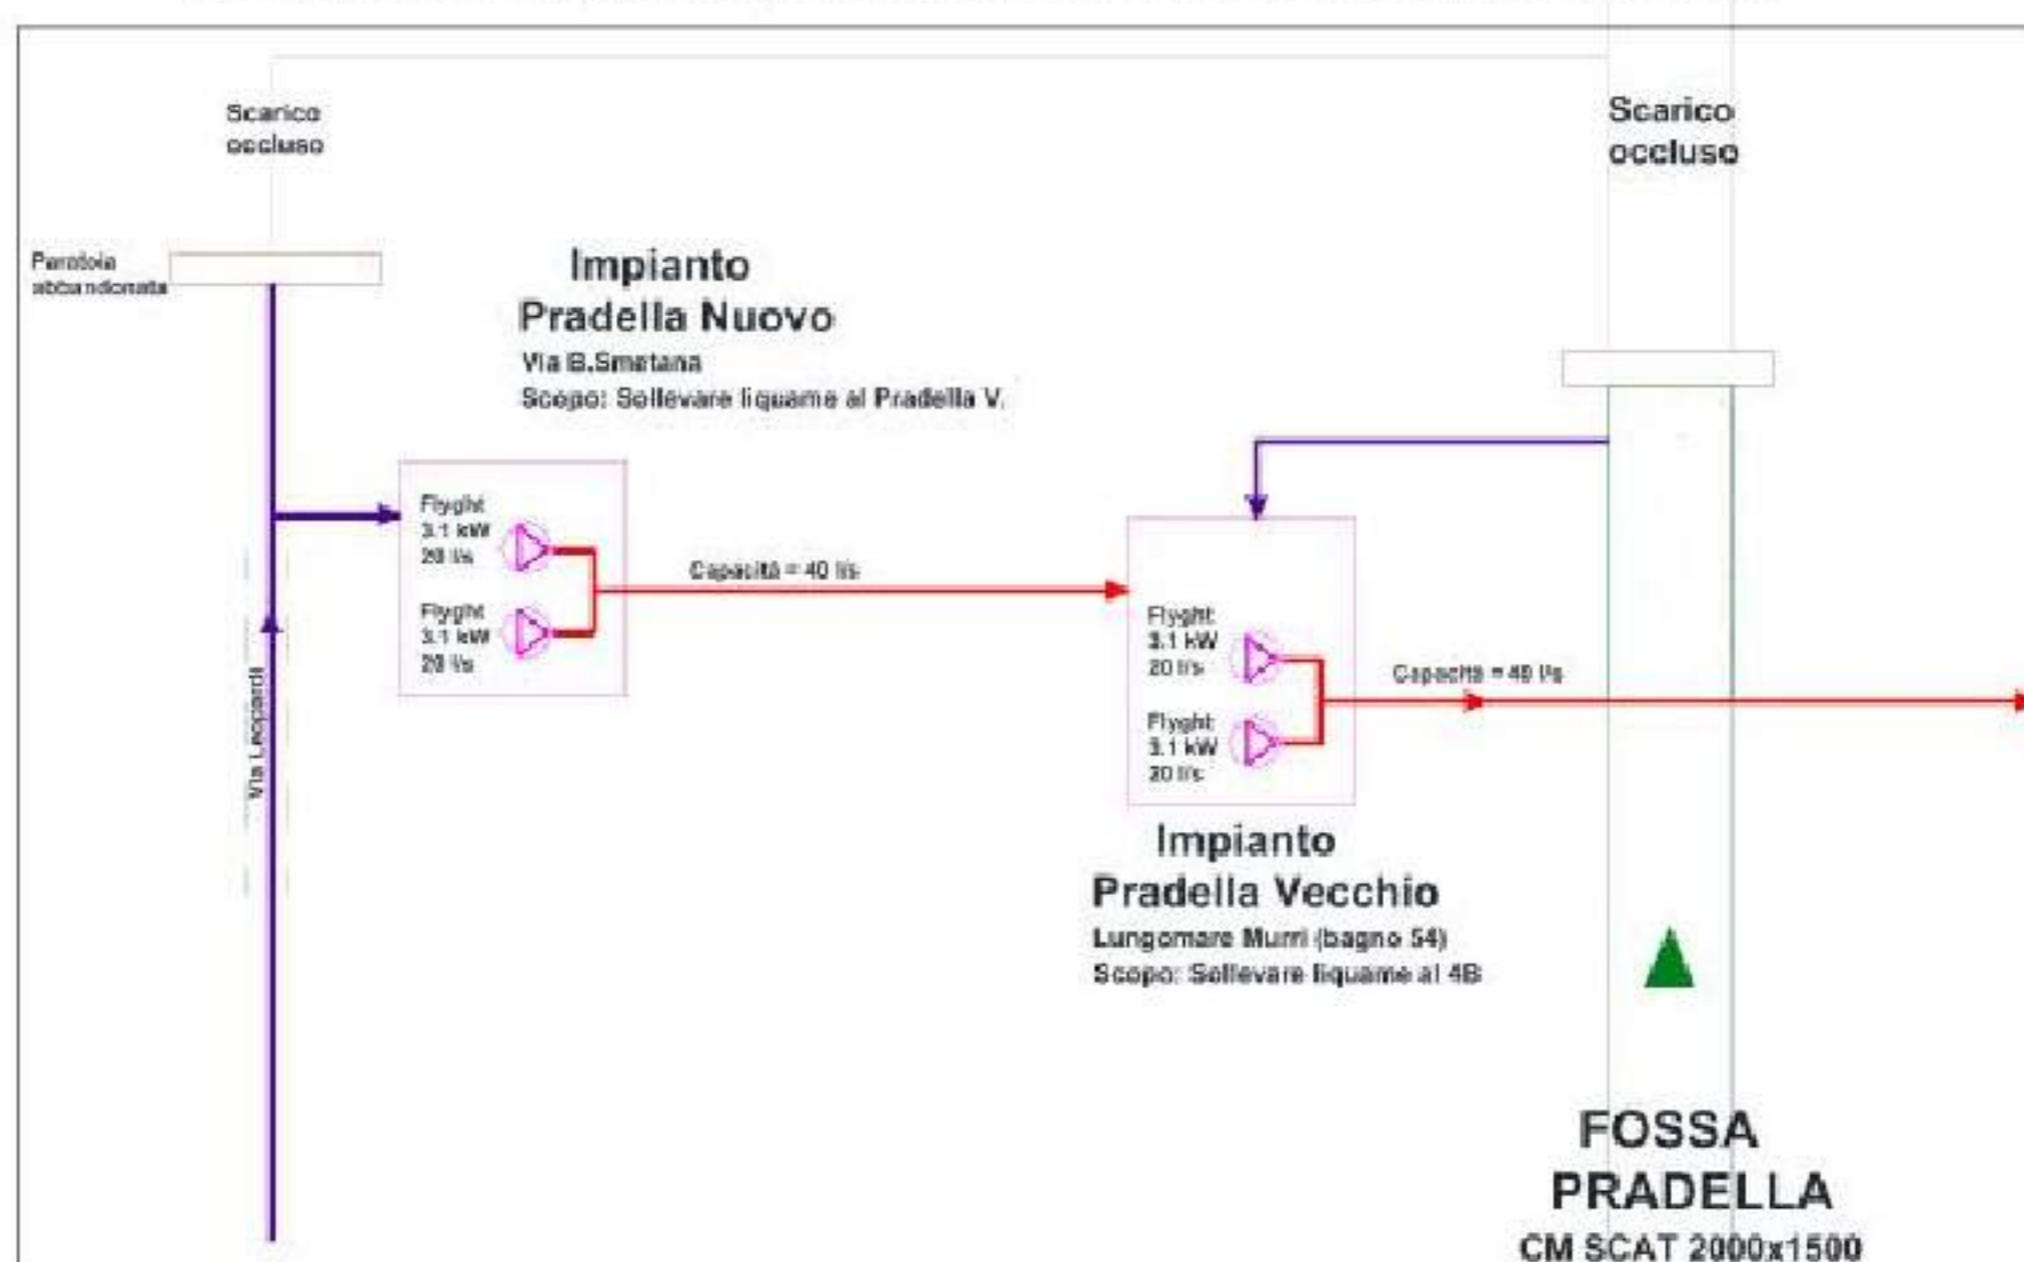 Scarico
occluso
Scarico
occluso
Paratoia
abbandonata
Impianto
Pradella Nuovo
Via B.Smetana
Scopo: Sollevare liquame al Pradella V.
Flyght
3.1 kW
20 l/s
Flyght
3.1 kW
20 l/s
Capacità = 40 l/s
Via Leopardi
Flyght
3.1 kW
20 l/s
Flyght
3.1 kW
20 l/s
Capacità = 40 l/s
Impianto
Pradella Vecchio
Lungomare Murri (bagno 54)
Scopo: Sollevare liquame al 4B
FOSSA
PRADELLA
CM SCAT 2000x1500